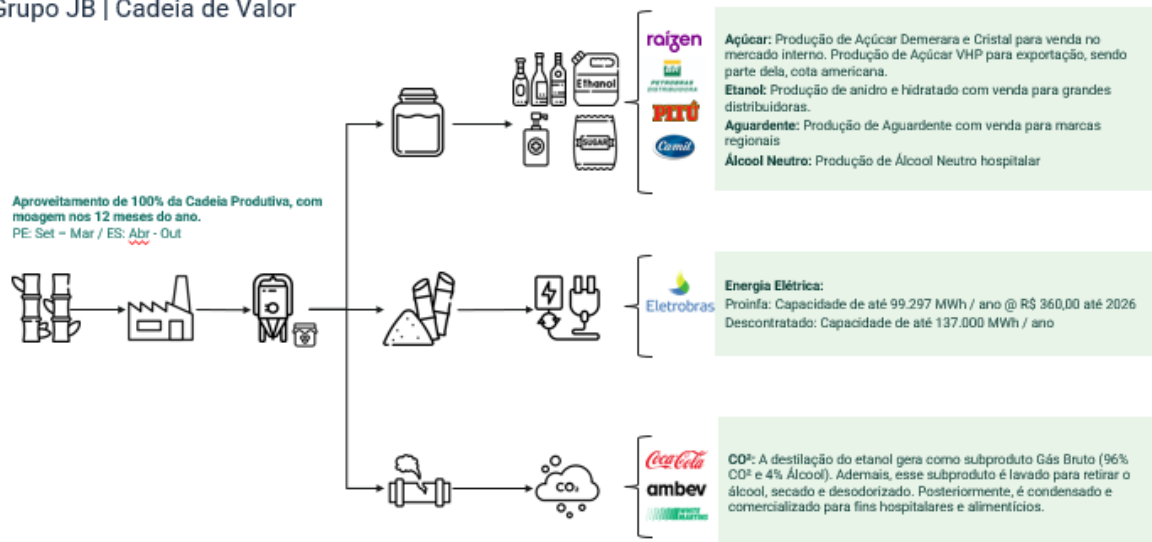 Grupo JB | Cadeia de Valor
Ethanol
SUGAR
raízen
BR
PETROBRAS
DISTRIBUIDORA
PITÚ
Camil
Açúcar: Produção de Açúcar Demerara e Cristal para venda no
mercado interno. Produção de Açúcar VHP para exportação, sendo
parte dela, cota americana.
Etanol: Produção de anidro e hidratado com venda para grandes
distribuidoras.
Aguardente: Produção de Aguardente com venda para marcas
regionais
Álcool Neutro: Produção de Álcool Neutro hospitalar
Aproveitamento de 100% da Cadeia Produtiva, com
moagem nos 12 meses do ano.
PE: Set – Mar / ES: Abr - Out
Eletrobras
Energia Elétrica:
Proinfa: Capacidade de até 99.297 MWh / ano @ R$ 360,00 até 2026
Descontratado: Capacidade de até 137.000 MWh / ano
CO₂
Coca-Cola
ambev
WHITE
MARTINS
CO²: A destilação do etanol gera como subproduto Gás Bruto (96%
CO² e 4% Álcool). Ademais, esse subproduto é lavado para retirar o
álcool, secado e desodorizado. Posteriormente, é condensado e
comercializado para fins hospitalares e alimentícios.